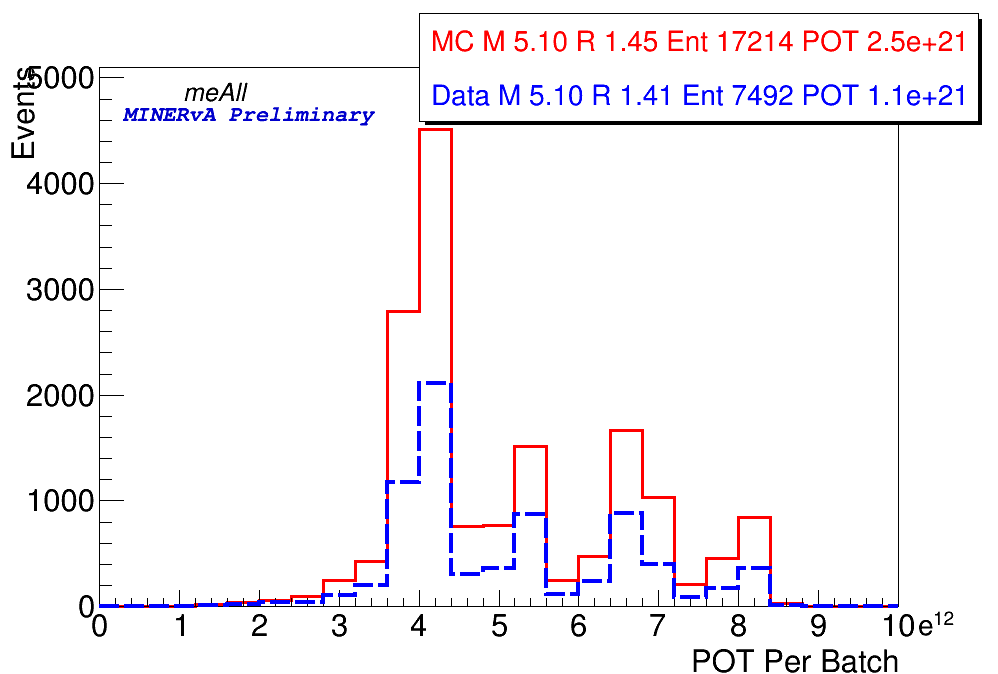 MC M 5.10 R 1.45 Ent 17214 POT 2.5e+21
Data M 5.10 R 1.41 Ent 7492 POT 1.1e+21
meAll
MINERvA Preliminary
Events
5000
4000
3000
2000
1000
0
0 1 2 3 4 5 6 7 8 9 10e12
POT Per Batch